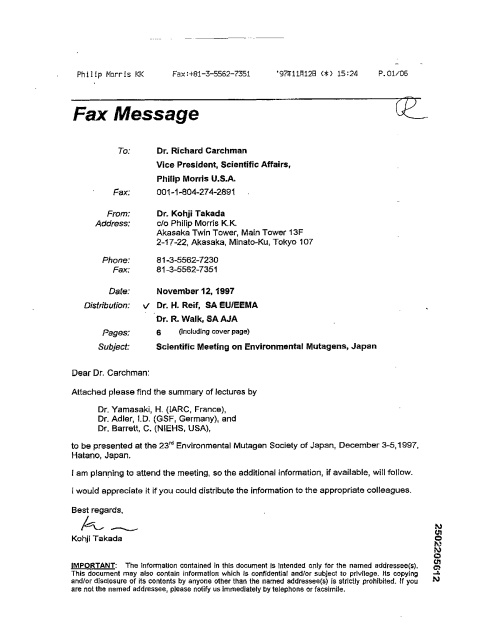 Philip Morris KK Fax:+81-3-5562-7351 '97年11月12日 (水) 15:24 P.01/06
Fax Message
To: Dr. Richard Carchman
Vice President, Scientific Affairs,
Philip Morris U.S.A.
Fax: 001-1-804-274-2891
From: Dr. Kohji Takada
Address: c/o Philip Morris K.K.
Akasaka Twin Tower, Main Tower 13F
2-17-22, Akasaka, Minato-Ku, Tokyo 107
Phone: 81-3-5562-7230
Fax: 81-3-5562-7351
Date: November 12, 1997
Distribution: ✓ Dr. H. Reif, SA EU/EEMA
Dr. R. Walk, SA AJA
Pages: 6 (Including cover page)
Subject: Scientific Meeting on Environmental Mutagens, Japan
Dear Dr. Carchman:
Attached please find the summary of lectures by
Dr. Yamasaki, H. (IARC, France),
Dr. Adler, I.D. (GSF, Germany), and
Dr. Barrett, C. (NIEHS, USA),
to be presented at the 23rd Environmental Mutagen Society of Japan, December 3-5,1997,
Hatano, Japan.
I am planning to attend the meeting, so the additional information, if available, will follow.
I would appreciate it if you could distribute the information to the appropriate colleagues.
Best regards,
Kohji Takada
IMPORTANT: The information contained in this document is intended only for the named addressee(s).
This document may also contain information which is confidential and/or subject to privilege. Its copying
and/or disclosure of its contents by anyone other than the named addressee(s) is strictly prohibited. If you
are not the named addressee, please notify us immediately by telephone or facsimile.
2502205612